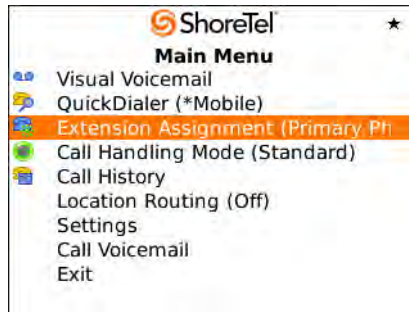 ShoreTel
Main Menu
Visual Voicemail
QuickDialer (*Mobile)
Extension Assignment (Primary Ph
Call Handling Mode (Standard)
Call History
Location Routing (Off)
Settings
Call Voicemail
Exit